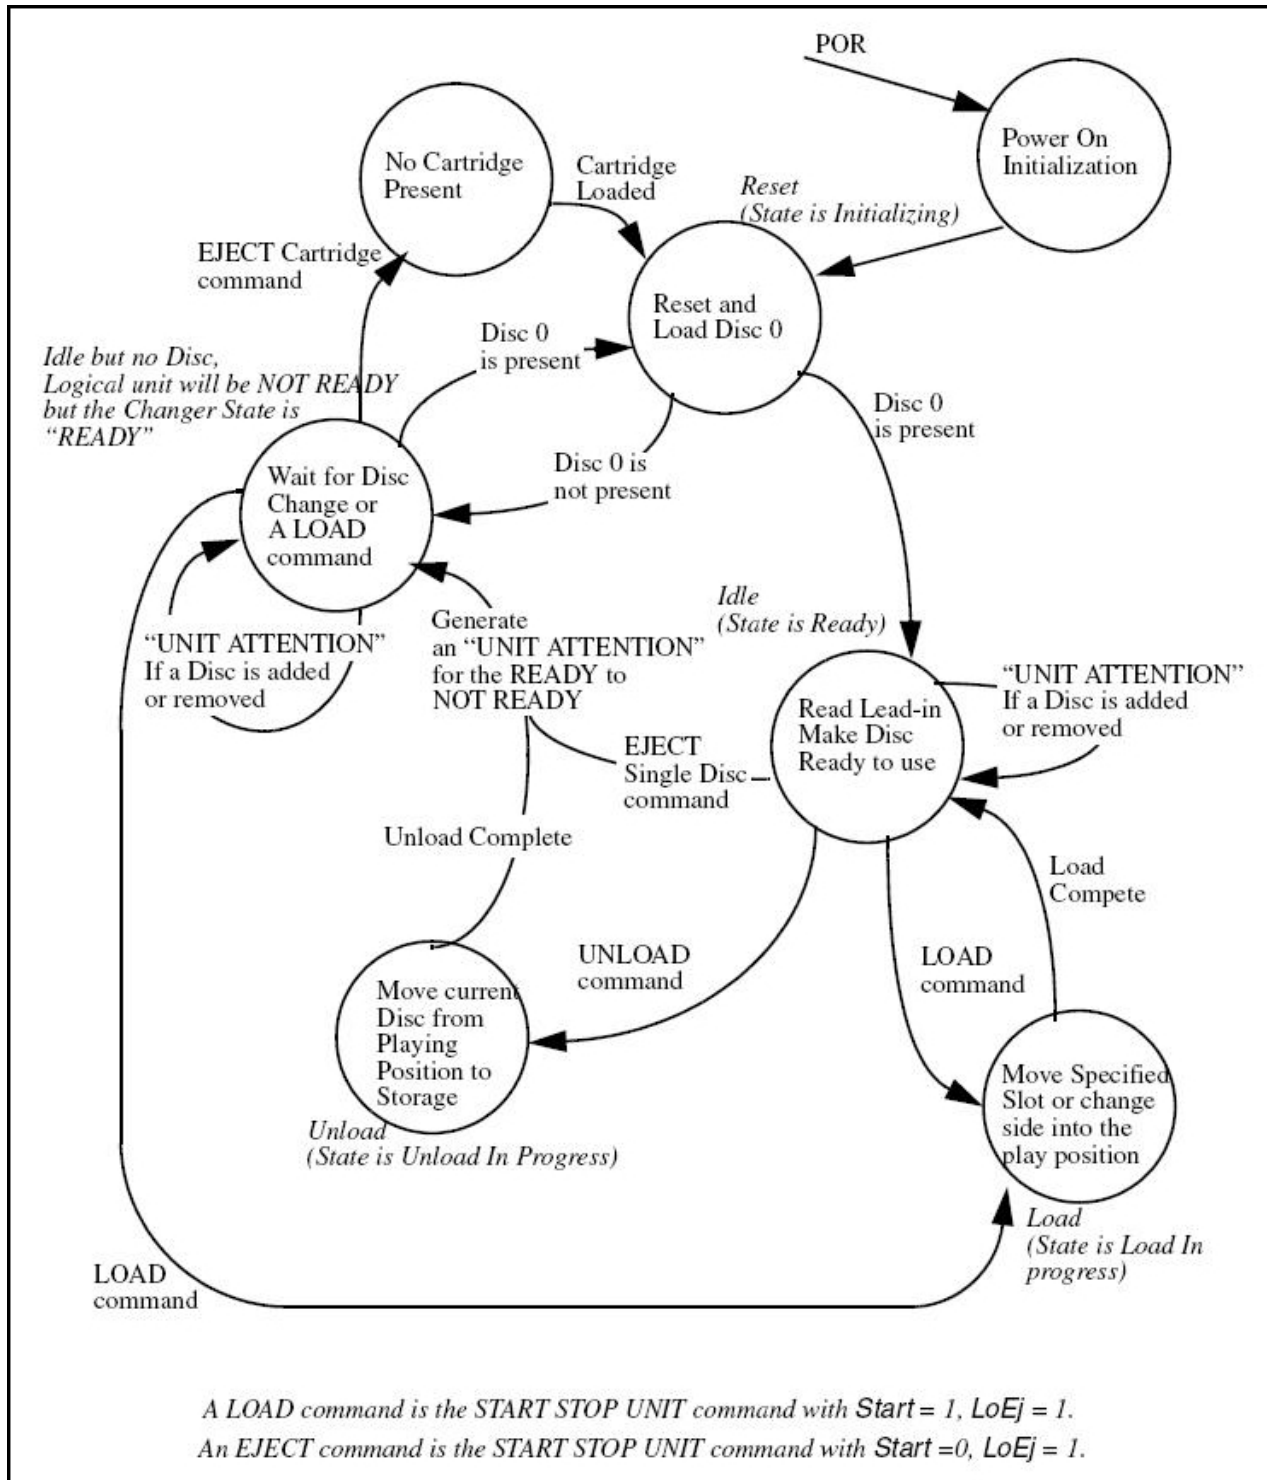 POR
Power On
Initialization
No Cartridge
Present
Cartridge
Loaded
Reset
(State is Initializing)
EJECT Cartridge
command
Reset and
Load Disc 0
Disc 0
is present
Idle but no Disc,
Logical unit will be NOT READY
but the Changer State is
“READY”
Disc 0
is present
Disc 0 is
not present
Wait for Disc
Change or
A LOAD
command
Idle
(State is Ready)
“UNIT ATTENTION”
If a Disc is added
or removed
Generate
an “UNIT ATTENTION”
for the READY to
NOT READY
“UNIT ATTENTION”
If a Disc is added
or removed
Read Lead-in
Make Disc
Ready to use
EJECT
Single Disc
command
Unload Complete
Load
Compete
UNLOAD
command
LOAD
command
Move current
Disc from
Playing
Position to
Storage
Unload
(State is Unload In Progress)
Move Specified
Slot or change
side into the
play position
Load
(State is Load In
progress)
LOAD
command
A LOAD command is the START STOP UNIT command with Start = 1, LoEj = 1.
An EJECT command is the START STOP UNIT command with Start =0, LoEj = 1.